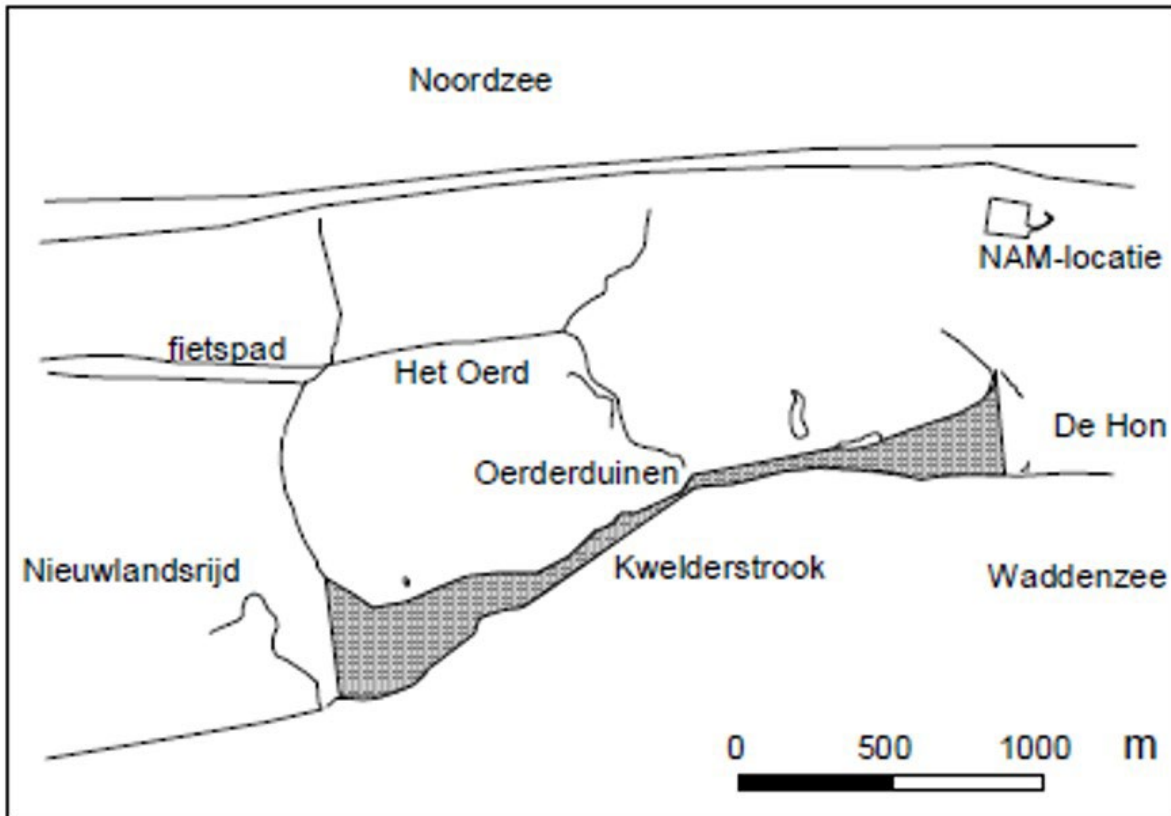 Noordzee
NAM-locatie
fietspad
Het Oerd
De Hon
Oerderduinen
Nieuwlandsrijd
Kwelderstrook
Waddenzee
0 500 1000 m